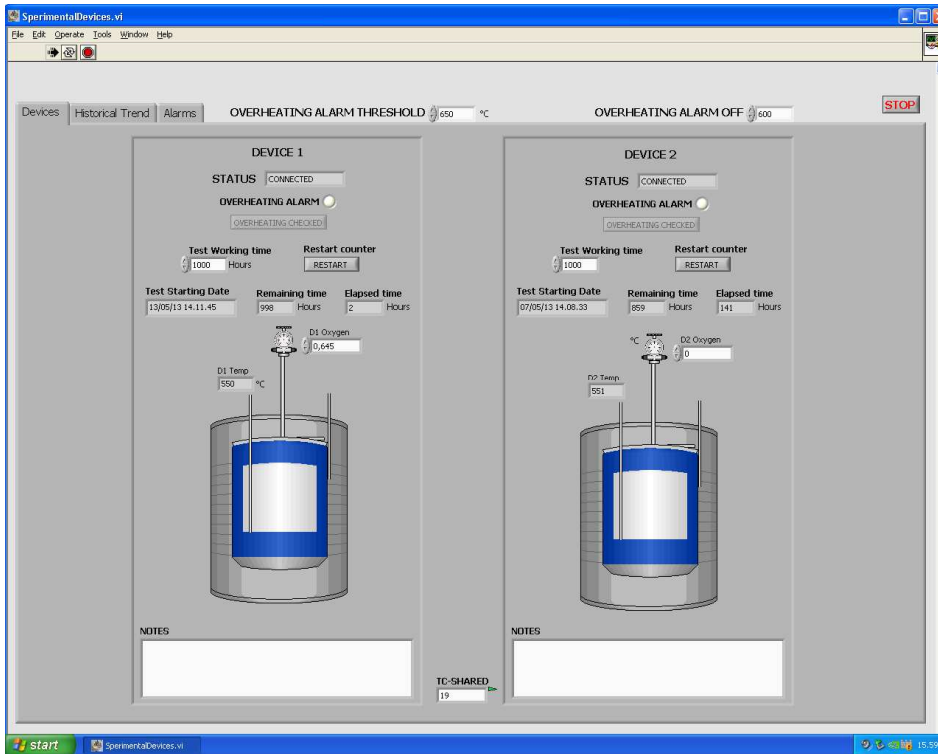 SperimentalDevices.vi
File Edit Operate Tools Window Help
Devices Historical Trend Alarms OVERHEATING ALARM THRESHOLD 650 °C OVERHEATING ALARM OFF 600 STOP
DEVICE 1
STATUS CONNECTED
OVERHEATING ALARM
OVERHEATING CHECKED
Test Working time Restart counter
1000 Hours RESTART
Test Starting Date Remaining time Elapsed time
13/05/13 14.11.45 998 Hours 2 Hours
D1 Oxygen
0,645
D1 Temp
550 °C
NOTES
DEVICE 2
STATUS CONNECTED
OVERHEATING ALARM
OVERHEATING CHECKED
Test Working time Restart counter
1000 RESTART
Test Starting Date Remaining time Elapsed time
07/05/13 14.08.33 859 Hours 141 Hours
°C D2 Oxygen
0
D2 Temp
551
NOTES
TC-SHARED
19
start SperimentalDevices.vi 15.59